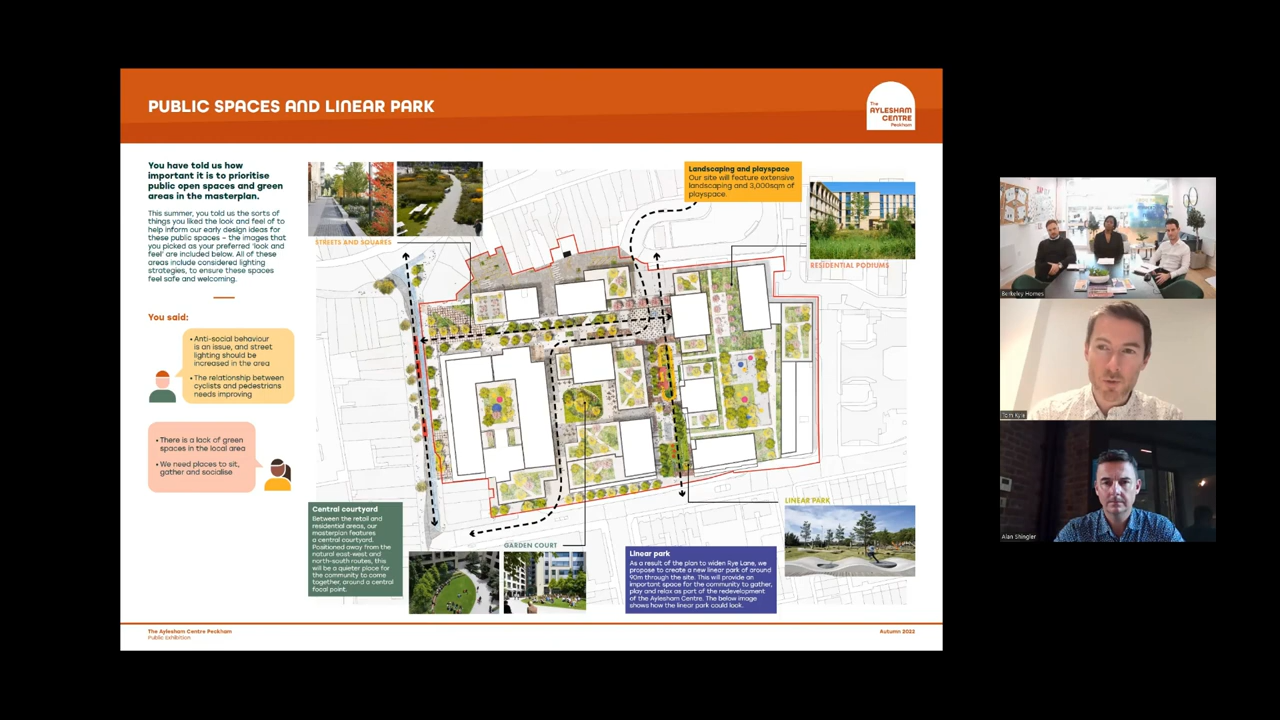 PUBLIC SPACES AND LINEAR PARK
The
AYLESHAM
CENTRE
Peckham
You have told us how
important it is to prioritise
public open spaces and green
areas in the masterplan.
This summer, you told us the sorts of
things you liked the look and feel of to
help inform our early design ideas for
these public spaces – the images that
you picked as your preferred 'look and
feel' are included below. All of these
areas include considered lighting
strategies, to ensure these spaces
feel safe and welcoming.
You said:
• Anti-social behaviour
is an issue, and street
lighting should be
increased in the area
• The relationship between
cyclists and pedestrians
needs improving
• There is a lack of green
spaces in the local area
• We need places to sit,
gather and socialise
STREETS AND SQUARES
Landscaping and playspace
Our site will feature extensive
landscaping and 3,000sqm of
playspace.
RESIDENTIAL PODIUMS
Central courtyard
Between the retail and
residential areas, our
masterplan features
a central courtyard.
Positioned away from the
natural east-west and
north-south routes, this
will be a quieter place for
the community to come
together, around a central
focal point.
GARDEN COURT
Linear park
As a result of the plan to widen Rye Lane, we
propose to create a new linear park of around
90m through the site. This will provide an
important space for the community to gather,
play and relax as part of the redevelopment
of the Aylesham Centre. The below image
shows how the linear park could look.
LINEAR PARK
The Aylesham Centre Peckham
Public exhibition
Autumn 2022
Berkeley Homes
Tom Kyle
Alan Shingler